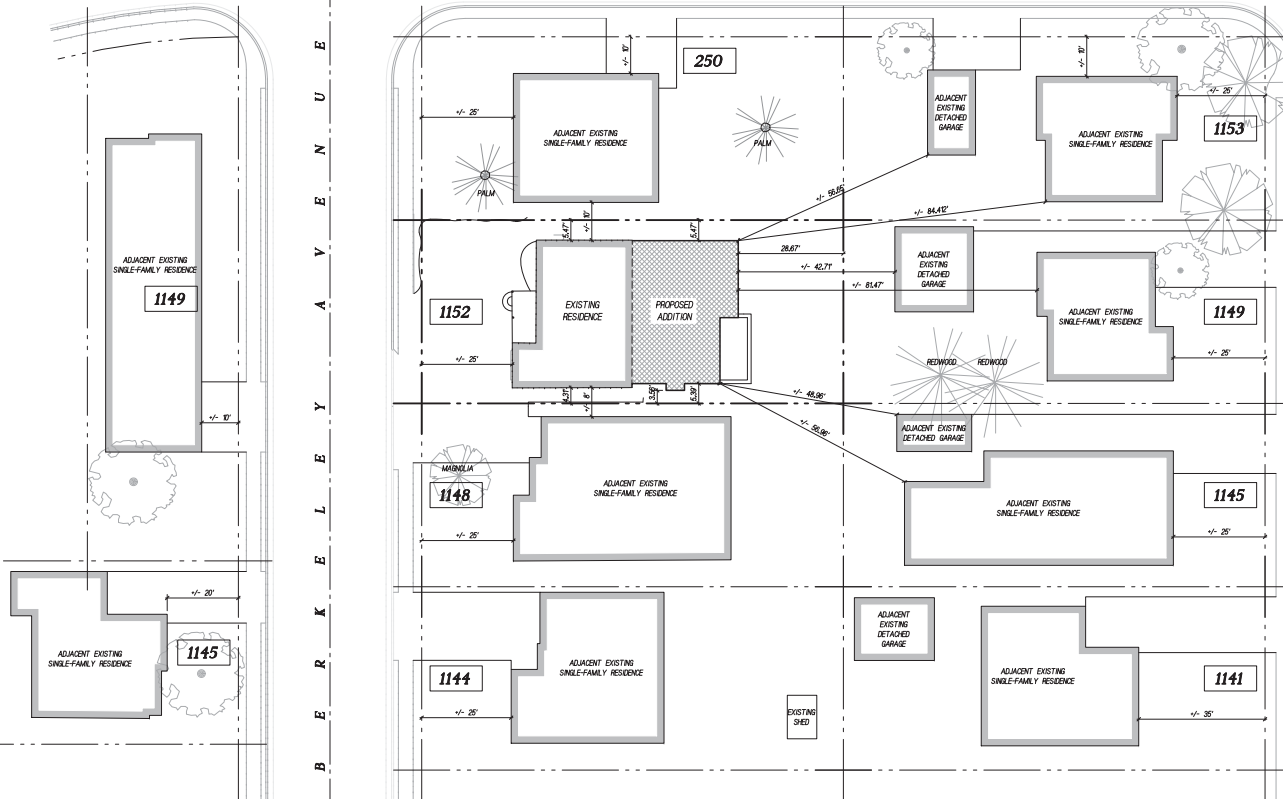 BERKELEY AVENUE
250
+/- 10'
+/- 10'
+/- 25'
ADJACENT
EXISTING
DETACHED
GARAGE
+/- 25'
1153
ADJACENT EXISTING
SINGLE-FAMILY RESIDENCE
PALM
ADJACENT EXISTING
SINGLE-FAMILY RESIDENCE
PALM
+/- 56.65'
+/- 84.412'
5.47'
+/- 10'
5.47'
ADJACENT EXISTING
SINGLE-FAMILY RESIDENCE
1149
28.67'
+/- 42.71'
+/- 81.47'
ADJACENT
EXISTING
DETACHED
GARAGE
1152
EXISTING
RESIDENCE
PROPOSED
ADDITION
ADJACENT EXISTING
SINGLE-FAMILY RESIDENCE
1149
+/- 25'
+/- 25'
REDWOOD
REDWOOD
4.31'
+/- 8'
3.56'
5.39'
+/- 48.96'
+/- 56.96'
+/- 10'
ADJACENT EXISTING
DETACHED GARAGE
MAGNOLIA
1148
ADJACENT EXISTING
SINGLE-FAMILY RESIDENCE
ADJACENT EXISTING
SINGLE-FAMILY RESIDENCE
1145
+/- 25'
+/- 25'
+/- 20'
ADJACENT EXISTING
SINGLE-FAMILY RESIDENCE
1145
1144
ADJACENT EXISTING
SINGLE-FAMILY RESIDENCE
ADJACENT
EXISTING
DETACHED
GARAGE
ADJACENT EXISTING
SINGLE-FAMILY RESIDENCE
1141
+/- 25'
EXISTING
SHED
+/- 35'